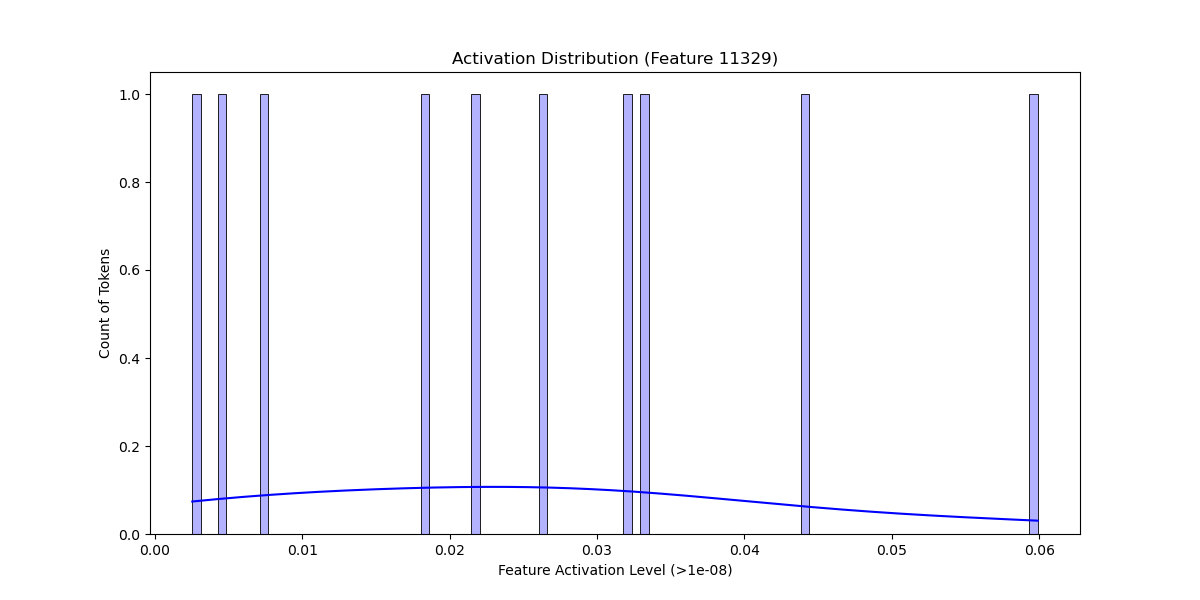 Activation Distribution (Feature 11329)
1.0
0.8
0.6
0.4
0.2
0.0
Count of Tokens
0.00 0.01 0.02 0.03 0.04 0.05 0.06
Feature Activation Level (>1e-08)